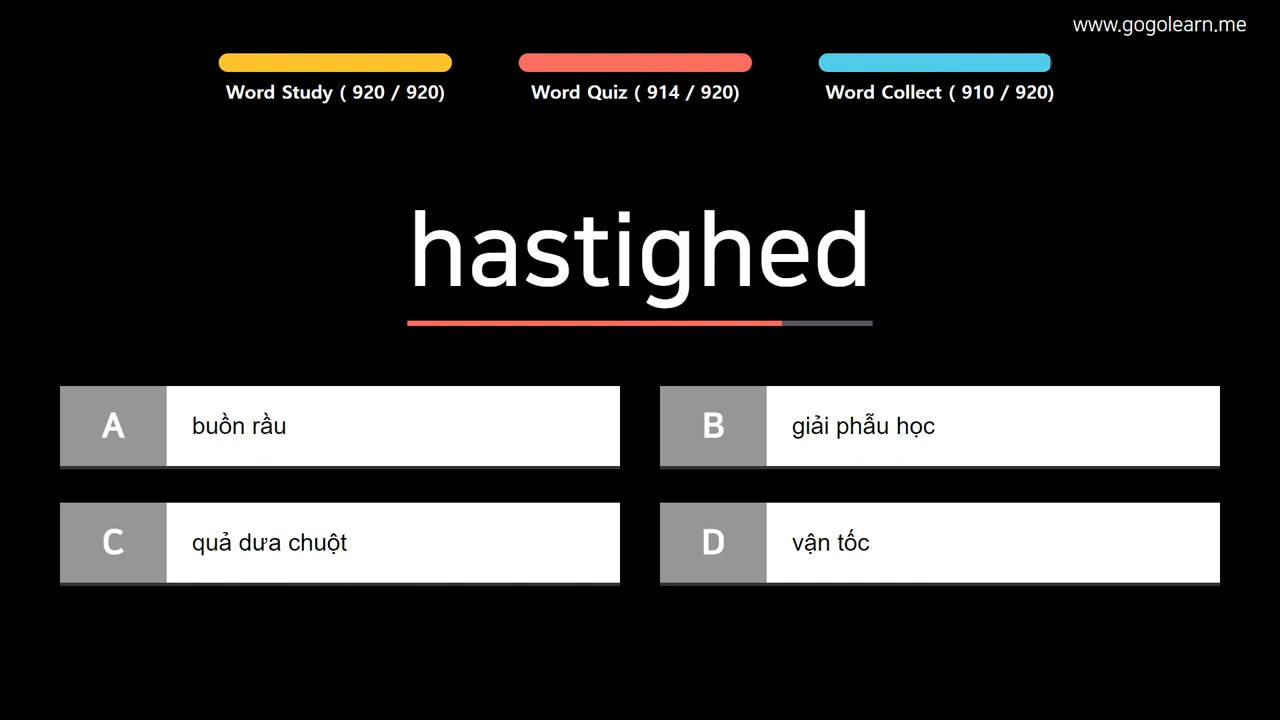 www.gogolearn.me
Word Study ( 920 / 920)
Word Quiz ( 914 / 920)
Word Collect ( 910 / 920)
hastighed
A
buồn rầu
B
giải phẫu học
C
quả dưa chuột
D
vận tốc